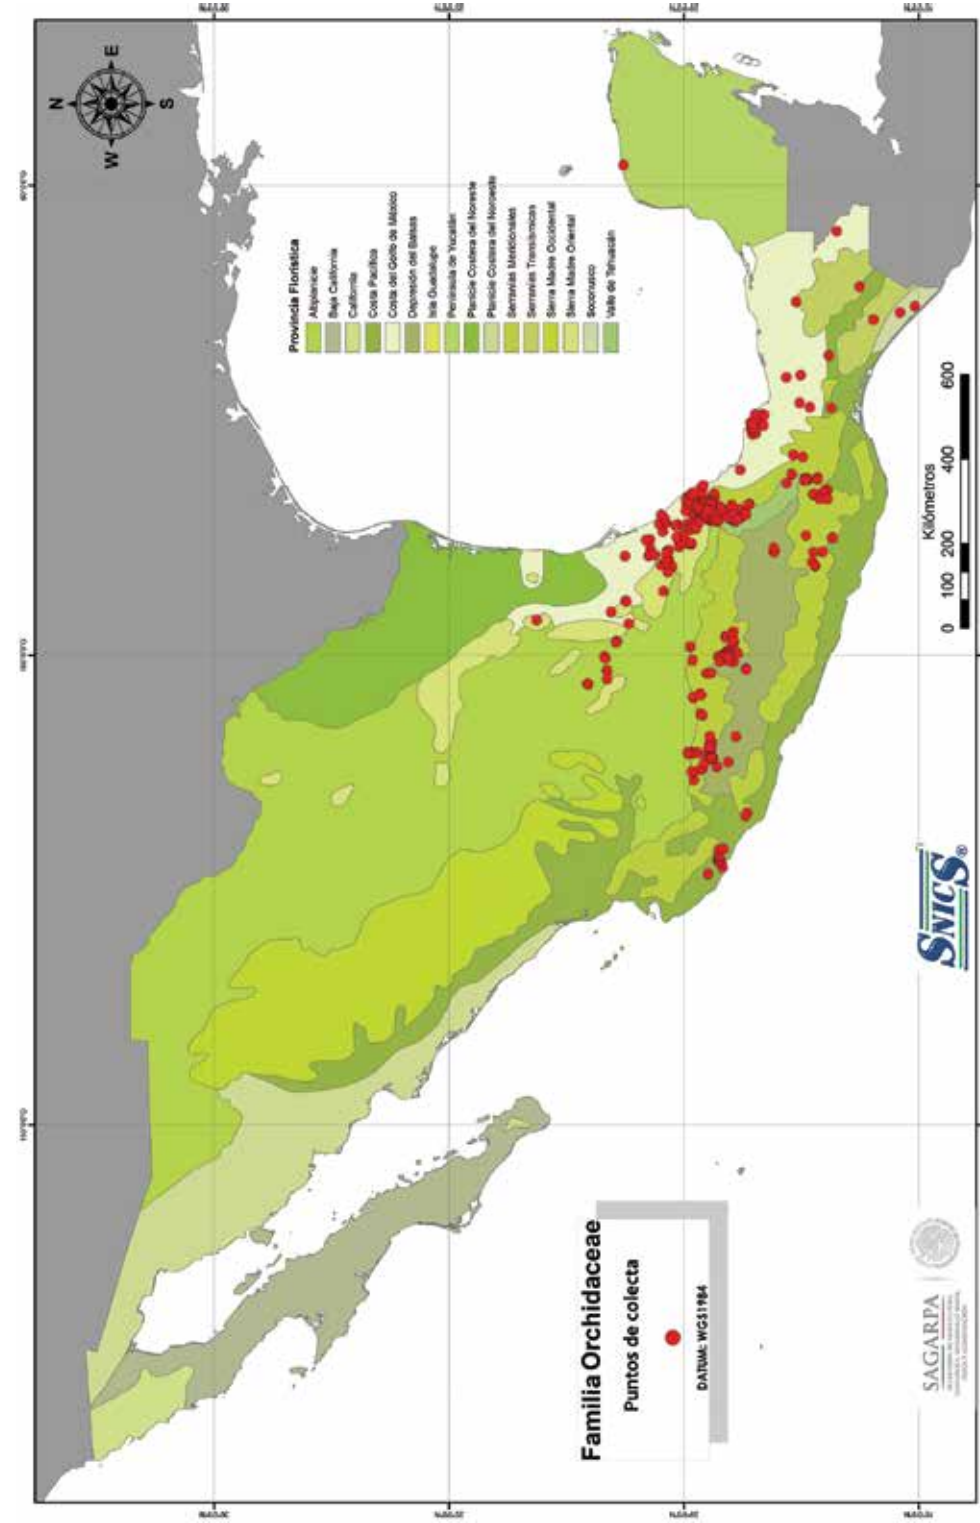 N
W E
S
Provincia Florística
Altiplanicie
Baja California
California
Costa Pacífica
Costa del Golfo de México
Depresión del Balsas
Isla Guadalupe
Península de Yucatán
Planicie Costera del Noreste
Planicie Costera del Noroeste
Serranías Meridionales
Serranías Transístmicas
Sierra Madre Occidental
Sierra Madre Oriental
Soconusco
Valle de Tehuacán
Familia Orchidaceae
Puntos de colecta
DATUM: WGS1984
Kilómetros
0 100 200 400 600
SAGARPA
SNICS®